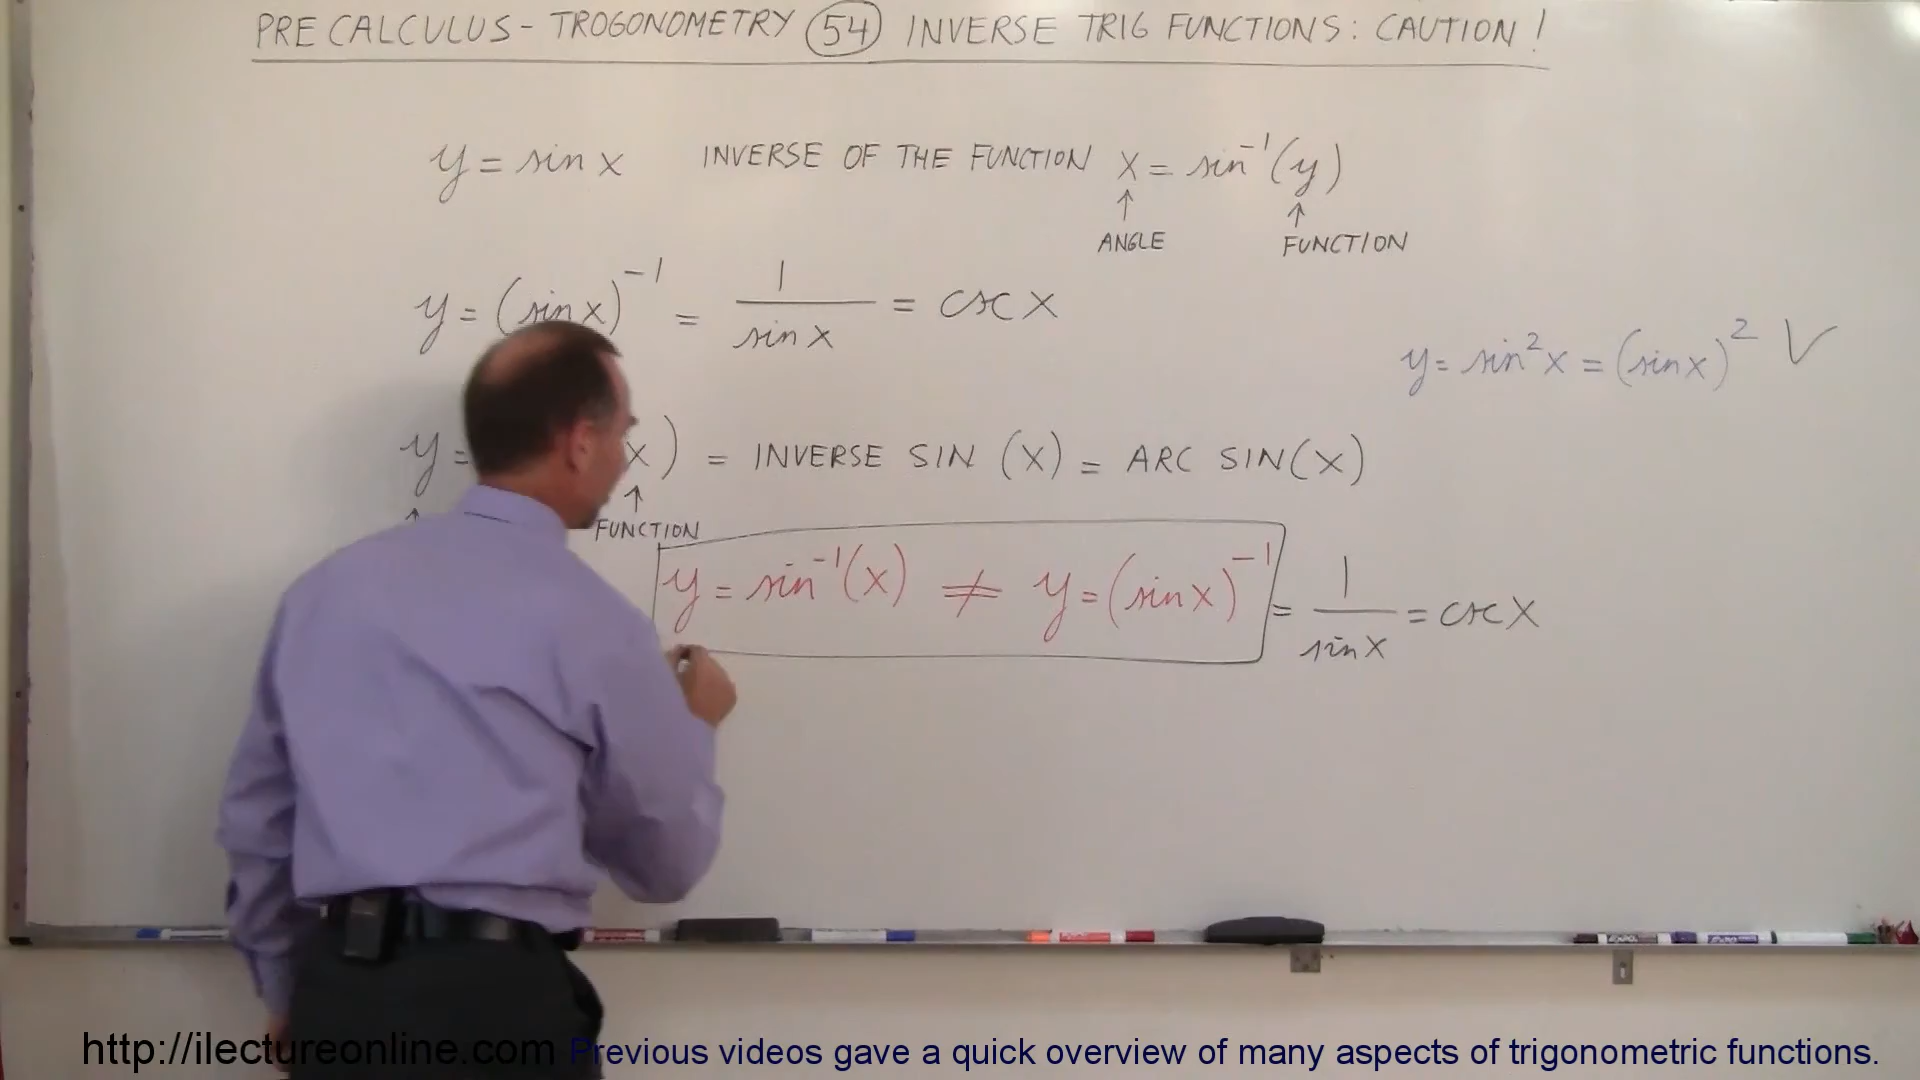 PRE CALCULUS - TROGONOMETRY 54 INVERSE TRIG FUNCTIONS: CAUTION!
y = sin x INVERSE OF THE FUNCTION x = sin⁻¹(y)
↑ ANGLE ↑ FUNCTION
y = (sin x)⁻¹ = 1/sin x = csc x
y = sin²x = (sin x)² √
y = x) = INVERSE SIN (X) = ARC SIN(X)
↑ ↑ FUNCTION
y = sin⁻¹(x) ≠ y = (sin x)⁻¹ = 1/sin x = csc x
EXPO
http://ilectureonline.com Previous videos gave a quick overview of many aspects of trigonometric functions.